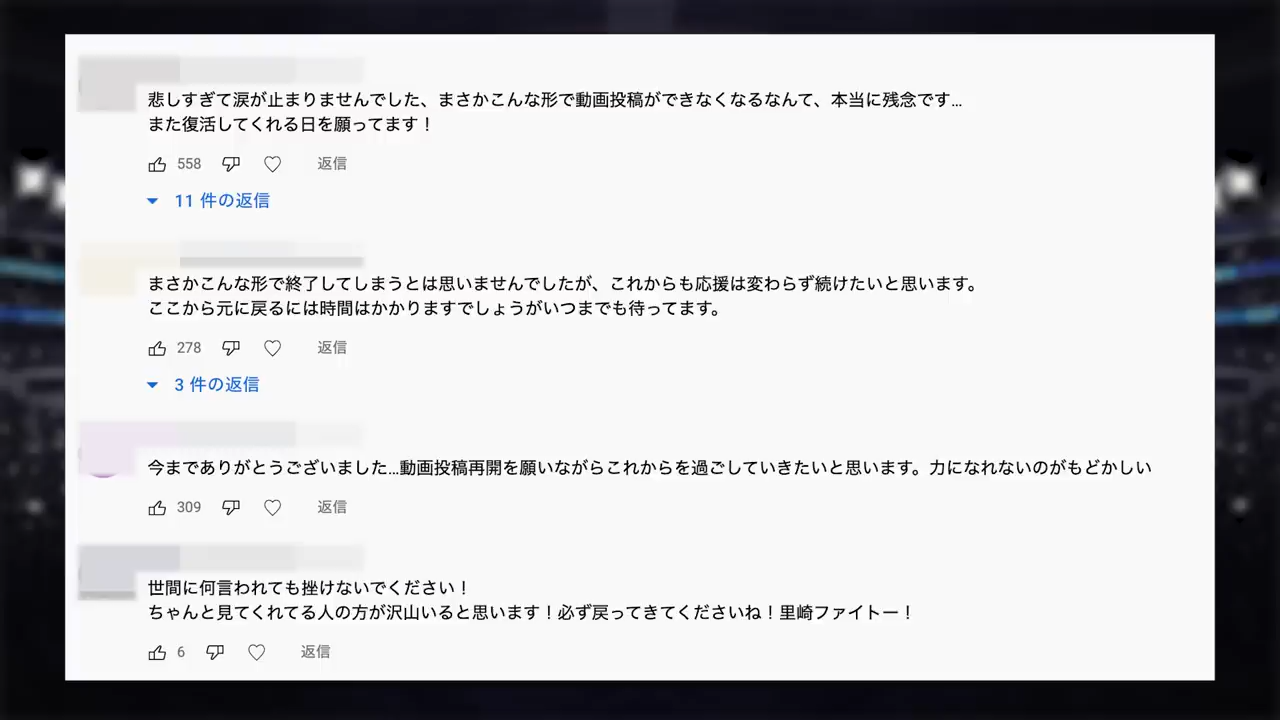 悲しすぎて涙が止まりませんでした、まさかこんな形で動画投稿ができなくなるなんて、本当に残念です...
また復活してくれる日を願ってます！
558 返信
11 件の返信
まさかこんな形で終了してしまうとは思いませんでしたが、これからも応援は変わらず続けたいと思います。
ここから元に戻るには時間はかかりますでしょうがいつまでも待ってます。
278 返信
3 件の返信
今までありがとうございました...動画投稿再開を願いながらこれからを過ごしていきたいと思います。力になれないのがもどかしい
309 返信
世間に何言われても挫けないでください！
ちゃんと見てくれてる人の方が沢山いると思います！必ず戻ってきてくださいね！里崎ファイトー！
6 返信